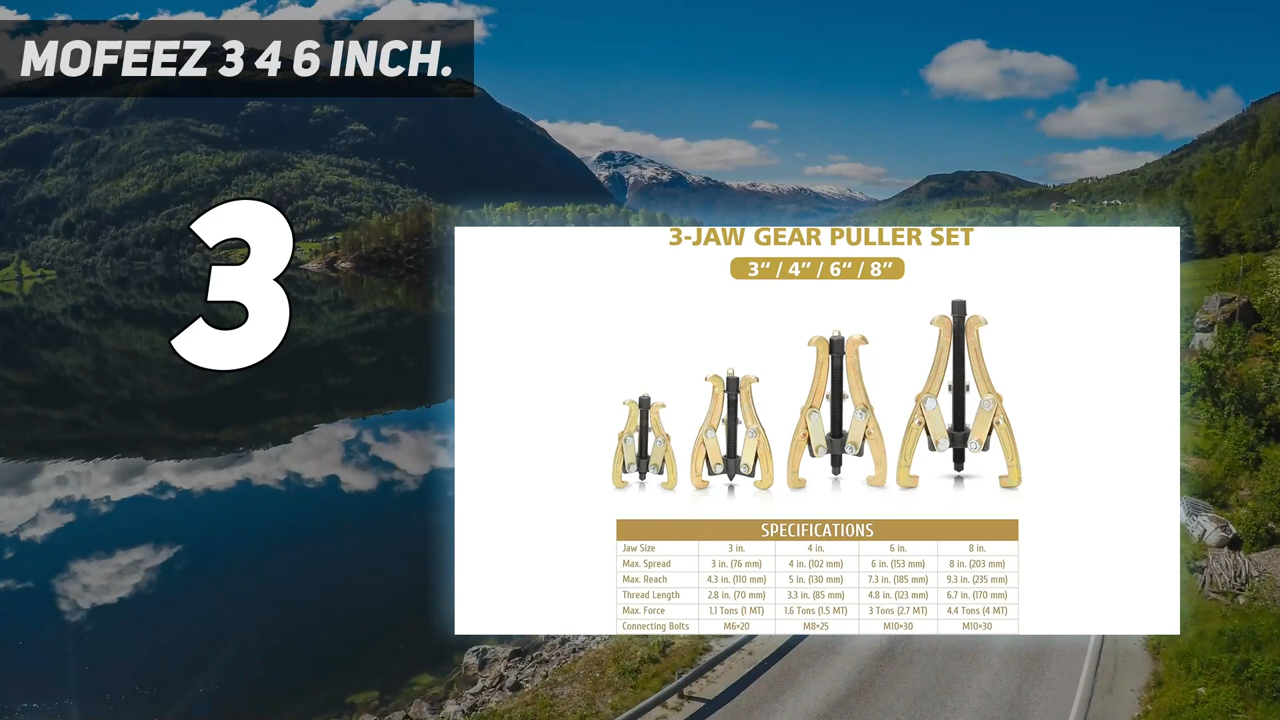 MOFEEZ 3 4 6 INCH.
3
3-JAW GEAR PULLER SET
3“ / 4” / 6“ / 8”
SPECIFICATIONS
Jaw Size 3 in. 4 in. 6 in. 8 in.
Max. Spread 3 in. (76 mm) 4 in. (102 mm) 6 in. (153 mm) 8 in. (203 mm)
Max. Reach 4.3 in. (110 mm) 5 in. (130 mm) 7.3 in. (185 mm) 9.3 in. (235 mm)
Thread Length 2.8 in. (70 mm) 3.3 in. (85 mm) 4.8 in. (123 mm) 6.7 in. (170 mm)
Max. Force 1.1 Tons (1 MT) 1.6 Tons (1.5 MT) 3 Tons (2.7 MT) 4.4 Tons (4 MT)
Connecting Bolts M6×20 M8×25 M10×30 M10×30